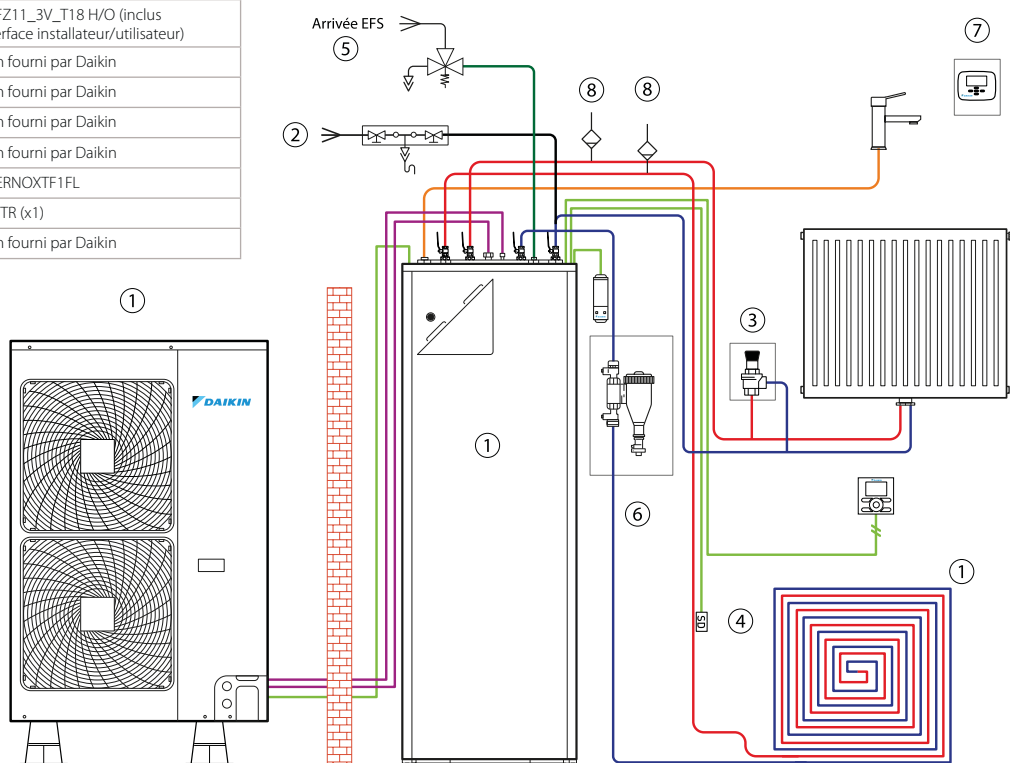 FZ11_3V_T18 H/O (inclus
erface installateur/utilisateur)
n fourni par Daikin
n fourni par Daikin
n fourni par Daikin
n fourni par Daikin
ERNOXTF1FL
TR (x1)
n fourni par Daikin
Arrivée EFS
5
7
8
8
2
1
3
DAIKIN
1
6
1
SD
4